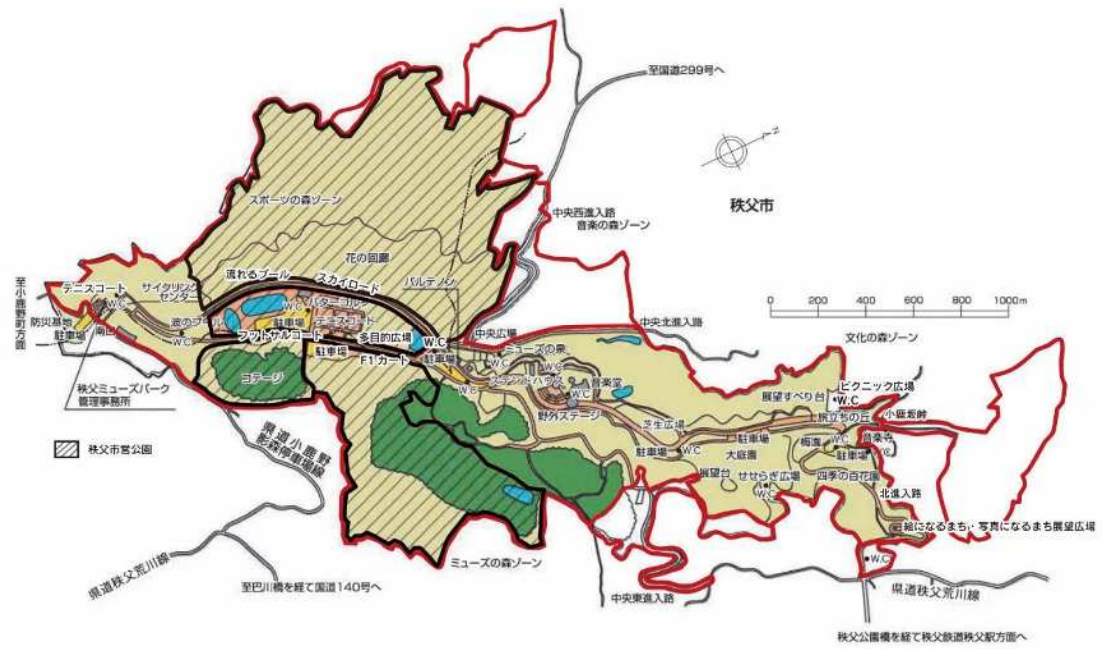 至国道299号へ
N
秩父市
スポーツの森ゾーン
中央西進入路
音楽の森ゾーン
花の回廊
パルテノン
流れるプール
スカイロード
テニスコート
サイクリング
センター
W.C
至小鹿野町方面
防災基地
駐車場
南口
波のプール
W.C
パターゴルフ
駐車場
テニスコート
フットサルコート
多目的広場
W.C
中央広場
0 200 400 600 800 1000m
中央北進入路
文化の森ゾーン
W.C
駐車場
F1.カート
駐車場
ミューズの泉
W.C
W.C
W.C
音楽堂
W.C
野外ステージ
コテージ
秩父ミューズパーク
管理事務所
展望すべり台
ピクニック広場
W.C
旅立ちの丘
小鹿坂峠
芝生広場
駐車場
W.C
駐車場
大庭園
梅園
W.C
音楽寺
駐車場
W.C
展望台
せせらぎ広場
W.C
四季の百花園
北進入路
絵になるまち・写真になるまち展望広場
秩父市営公園
県道小鹿野
影森停車場線
W.C
県道秩父荒川線
至巴川橋を経て国道140号へ
ミューズの森ゾーン
中央東進入路
県道秩父荒川線
秩父公園橋を経て秩父鉄道秩父駅方面へ